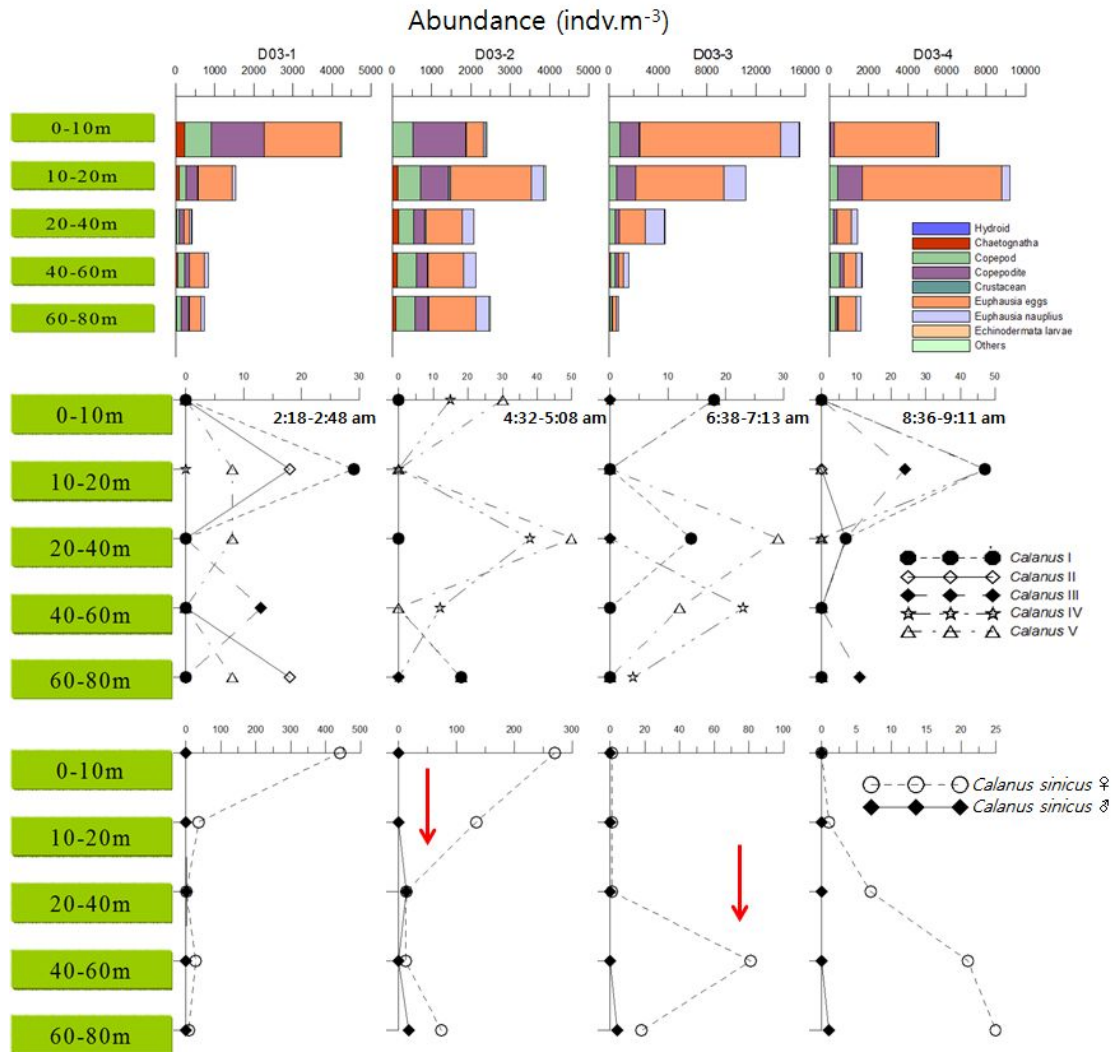 Abundance (indv.m-3)
D03-1 D03-2 D03-3 D03-4
0 1000 2000 3000 4000 5000 0 1000 2000 3000 4000 5000 0 4000 8000 12000 16000 0 2000 4000 6000 8000 10000
0-10m
10-20m
20-40m
40-60m
60-80m
Hydroid
Chaetognatha
Copepod
Copepodite
Crustacean
Euphausia eggs
Euphausia nauplius
Echinodermata larvae
Others
0 10 20 30 0 10 20 30 40 50 0 10 20 30 0 10 20 30 40 50
0-10m
2:18-2:48 am 4:32-5:08 am 6:38-7:13 am 8:36-9:11 am
10-20m
20-40m
40-60m
60-80m
Calanus I
Calanus II
Calanus III
Calanus IV
Calanus V
0 100 200 300 400 500 0 100 200 300 0 20 40 60 80 100 0 5 10 15 20 25
0-10m
10-20m
20-40m
40-60m
60-80m
Calanus sinicus ♀
Calanus sinicus ♂